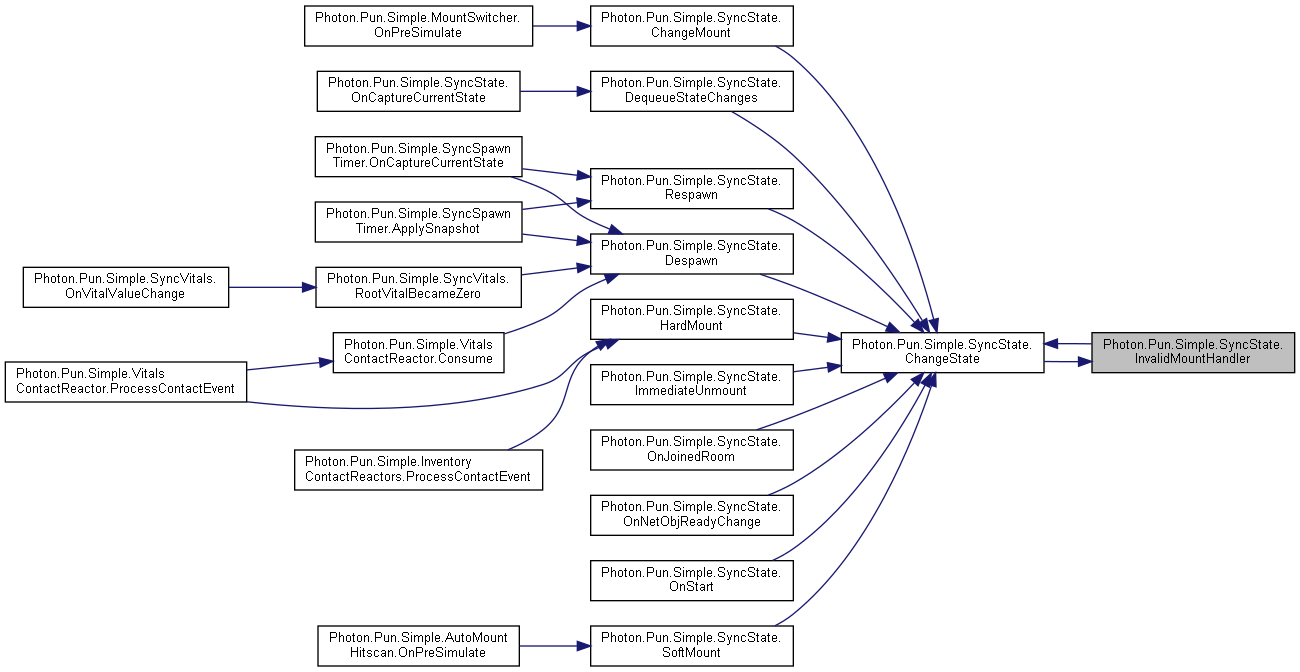 Photon.Pun.Simple.MountSwitcher.
OnPreSimulate
Photon.Pun.Simple.SyncState.
ChangeMount
Photon.Pun.Simple.SyncState.
OnCaptureCurrentState
Photon.Pun.Simple.SyncState.
DequeueStateChanges
Photon.Pun.Simple.SyncSpawn
Timer.OnCaptureCurrentState
Photon.Pun.Simple.SyncState.
Respawn
Photon.Pun.Simple.SyncSpawn
Timer.ApplySnapshot
Photon.Pun.Simple.SyncState.
Despawn
Photon.Pun.Simple.SyncVitals.
OnVitalValueChange
Photon.Pun.Simple.SyncVitals.
RootVitalBecameZero
Photon.Pun.Simple.SyncState.
HardMount
Photon.Pun.Simple.Vitals
ContactReactor.Consume
Photon.Pun.Simple.SyncState.
ChangeState
Photon.Pun.Simple.SyncState.
InvalidMountHandler
Photon.Pun.Simple.Vitals
ContactReactor.ProcessContactEvent
Photon.Pun.Simple.SyncState.
ImmediateUnmount
Photon.Pun.Simple.SyncState.
OnJoinedRoom
Photon.Pun.Simple.Inventory
ContactReactors.ProcessContactEvent
Photon.Pun.Simple.SyncState.
OnNetObjReadyChange
Photon.Pun.Simple.SyncState.
OnStart
Photon.Pun.Simple.AutoMount
Hitscan.OnPreSimulate
Photon.Pun.Simple.SyncState.
SoftMount